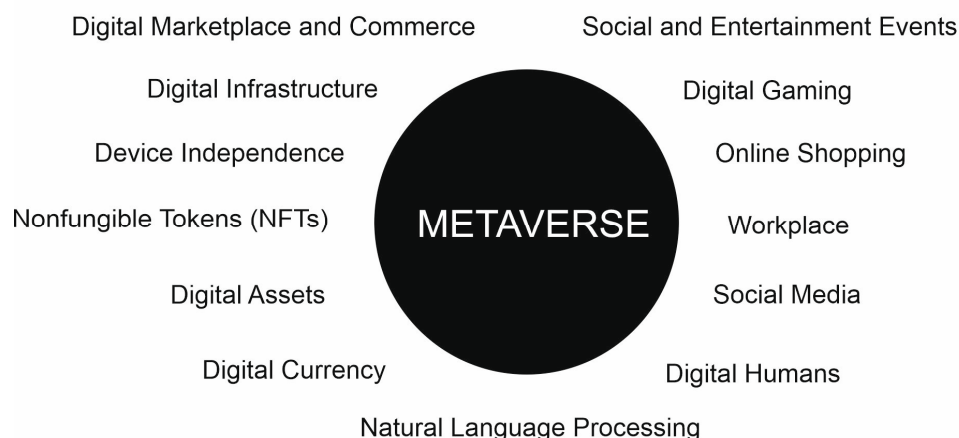 Digital Marketplace and Commerce
Social and Entertainment Events
Digital Infrastructure
Digital Gaming
Device Independence
Online Shopping
Nonfungible Tokens (NFTs)
METAVERSE
Workplace
Digital Assets
Social Media
Digital Currency
Digital Humans
Natural Language Processing